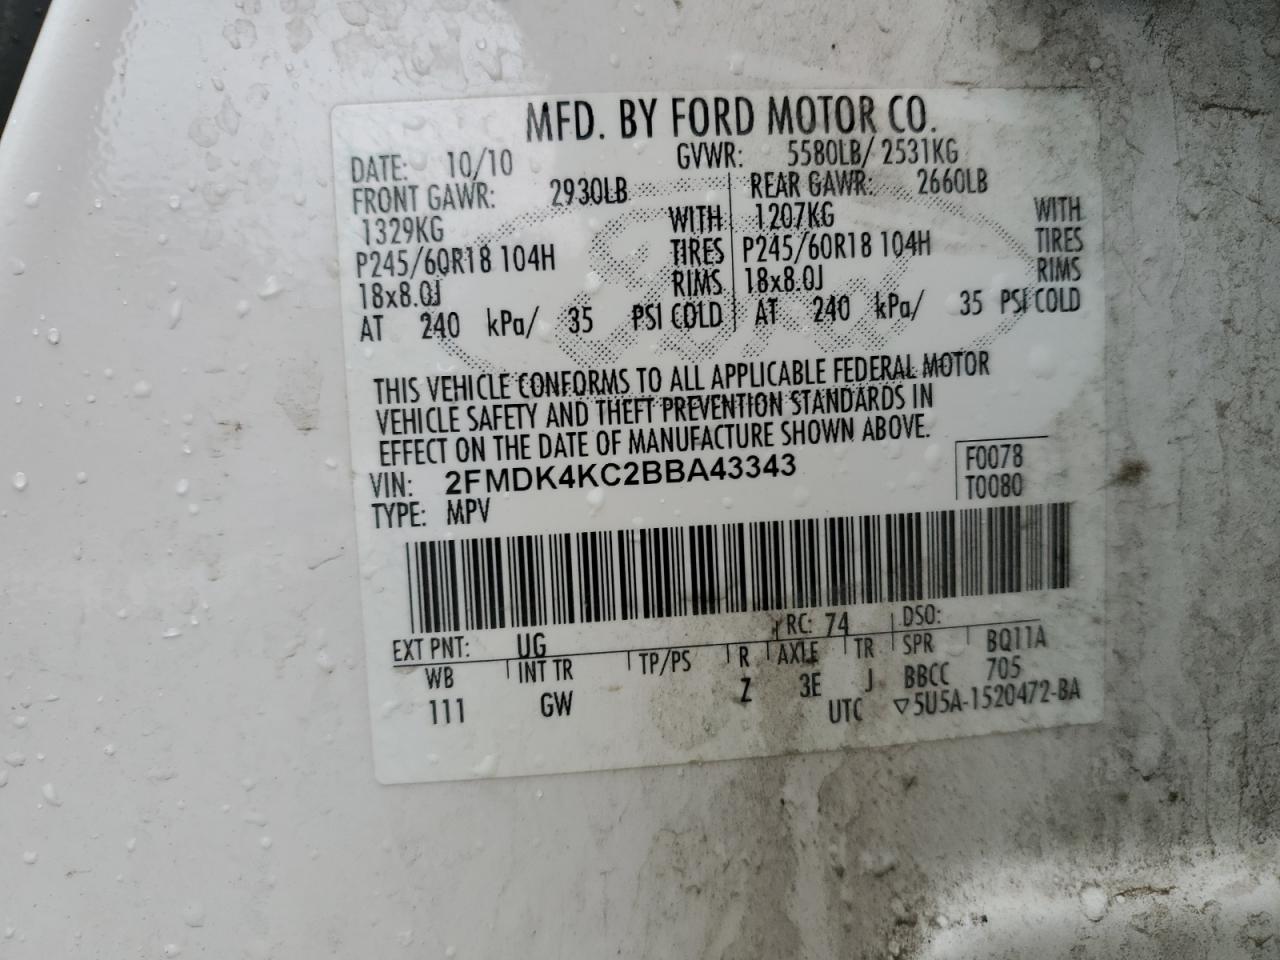 MFD. BY FORD MOTOR CO.
DATE: 10/10 GVWR: 5580LB/ 2531KG
FRONT GAWR: 2930LB REAR GAWR: 2660LB
1329KG WITH 1207KG WITH
P245/60R18 104H TIRES P245/60R18 104H TIRES
18x8.0J RIMS 18x8.0J RIMS
AT 240 kPa/ 35 PSI COLD AT 240 kPa/ 35 PSI COLD
THIS VEHICLE CONFORMS TO ALL APPLICABLE FEDERAL MOTOR
VEHICLE SAFETY AND THEFT PREVENTION STANDARDS IN
EFFECT ON THE DATE OF MANUFACTURE SHOWN ABOVE.
VIN: 2FMDK4KC2BBA43343 F0078
TYPE: MPV T0080
EXT PNT: UG RC: 74 DSO:
WB INT TR TP/PS R AXLE TR SPR BQ11A
111 GW Z 3E J BBCC 705
UTC ▽5U5A-1520472-BA